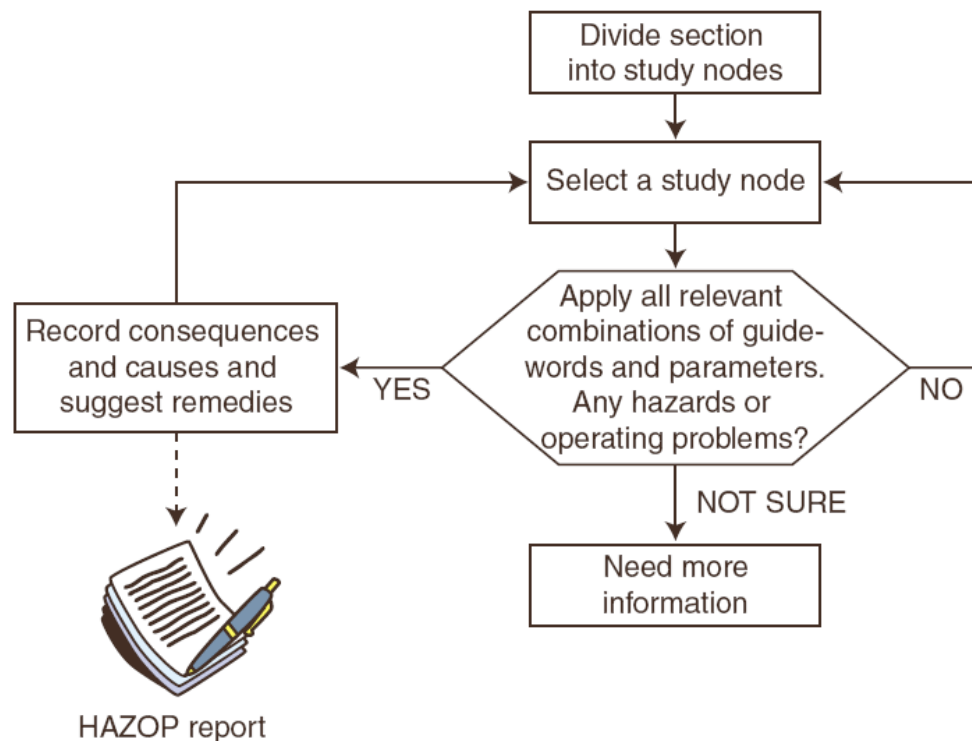 Divide section
into study nodes
Select a study node
Apply all relevant
combinations of guide-
words and parameters.
Any hazards or
operating problems?
Record consequences
and causes and
suggest remedies
YES
NO
NOT SURE
Need more
information
HAZOP report